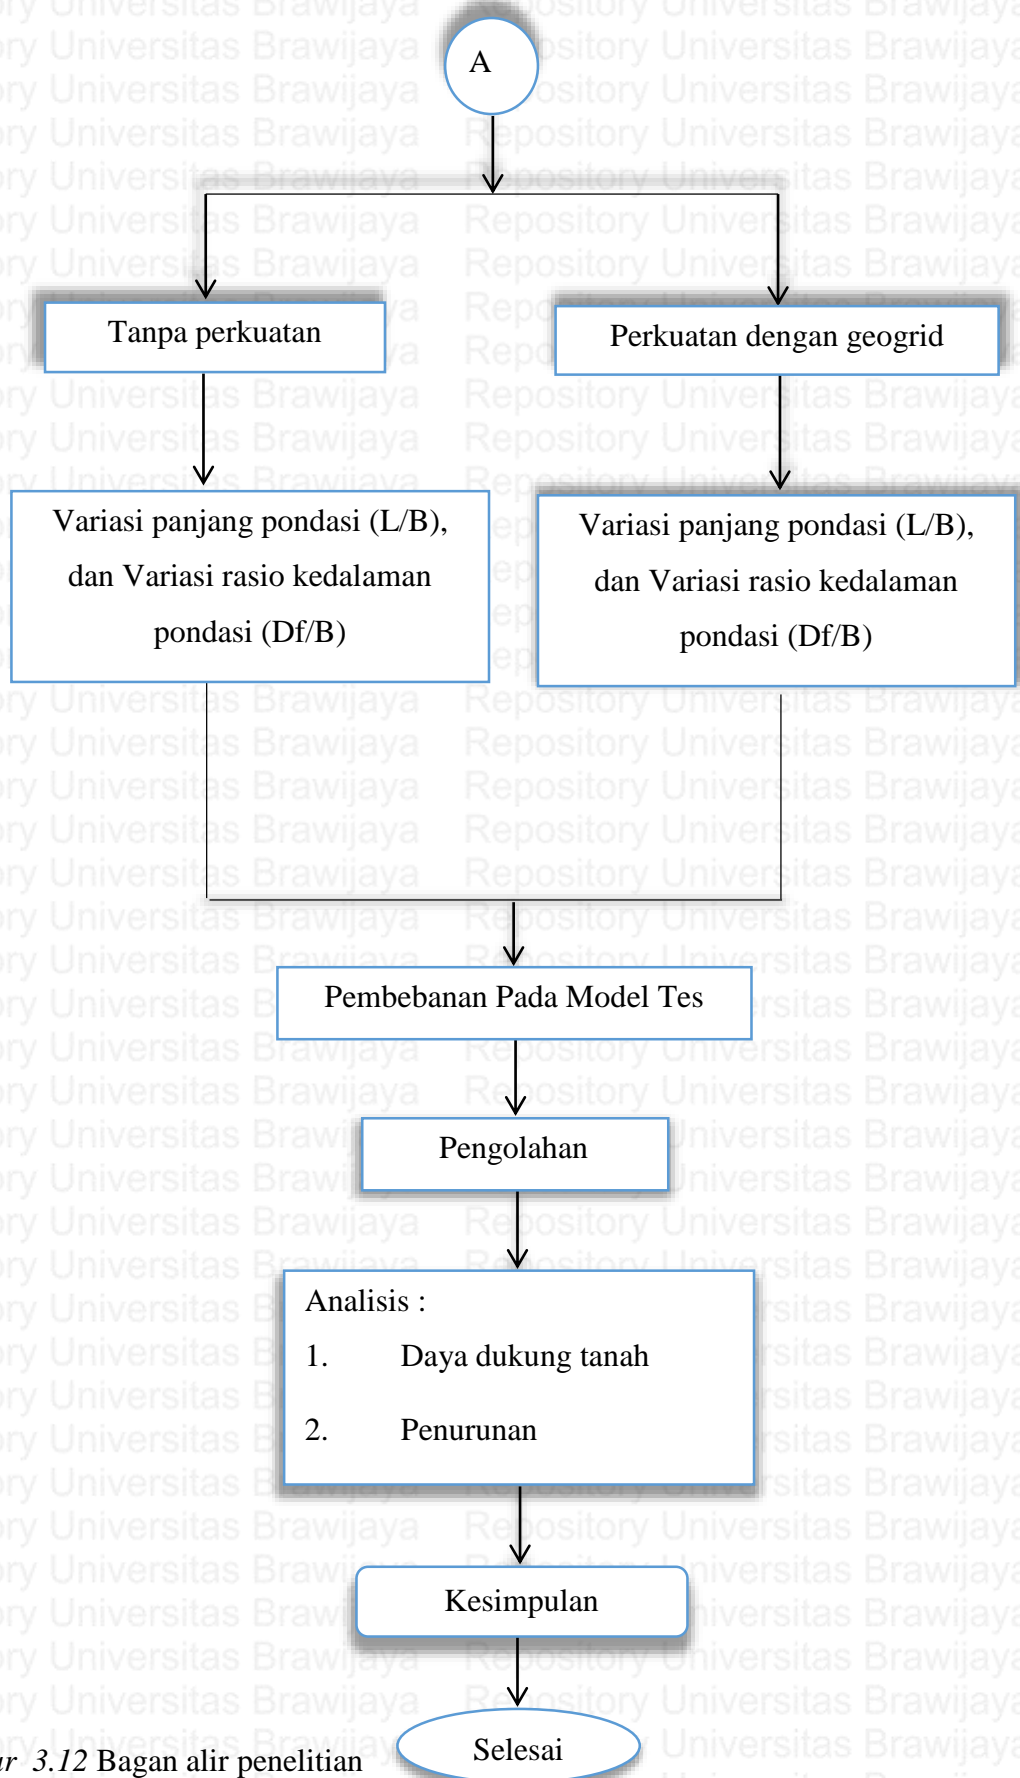 A
Tanpa perkuatan
Perkuatan dengan geogrid
Variasi panjang pondasi (L/B),
dan Variasi rasio kedalaman
pondasi (Df/B)
Variasi panjang pondasi (L/B),
dan Variasi rasio kedalaman
pondasi (Df/B)
Pembebanan Pada Model Tes
Pengolahan
Analisis :
1. Daya dukung tanah
2. Penurunan
Kesimpulan
Selesai
3.12 Bagan alir penelitian